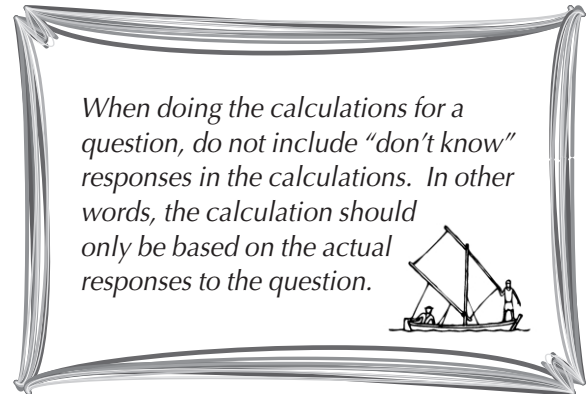 When doing the calculations for a
question, do not include “don’t know”
responses in the calculations.  In other
words, the calculation should
only be based on the actual
responses to the question.